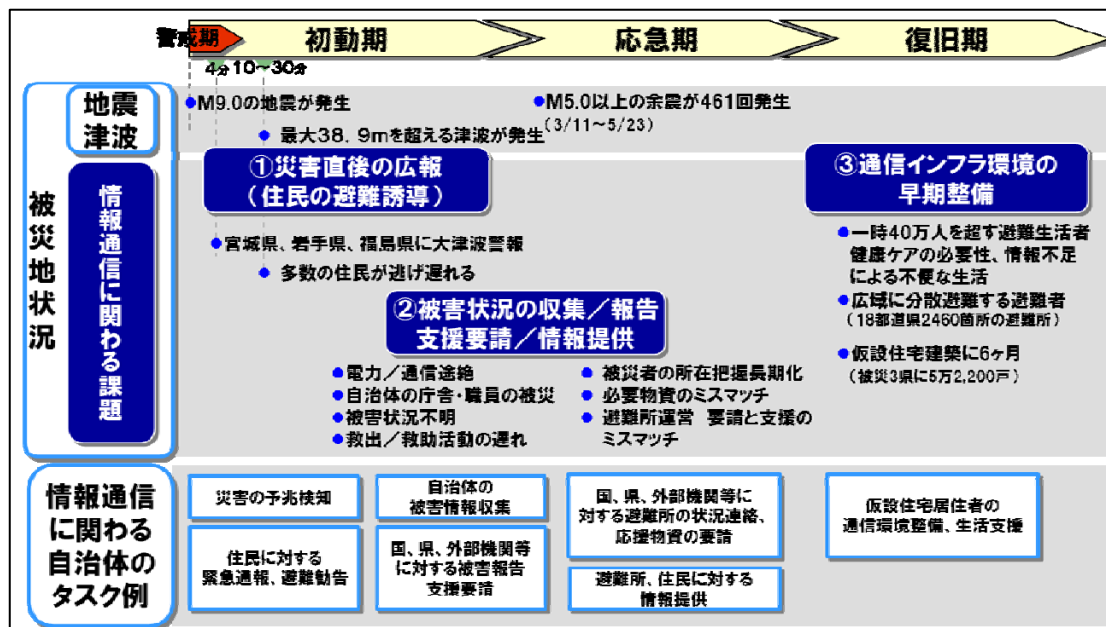 警戒期
初動期
応急期
復旧期
4分
10～30分
地震
津波
●M9.0の地震が発生
●最大38.9mを超える津波が発生
●M5.0以上の余震が461回発生
(3/11～5/23)
被災地状況
情報通信に関わる課題
①災害直後の広報
(住民の避難誘導)
●宮城県、岩手県、福島県に大津波警報
●多数の住民が逃げ遅れる
②被害状況の収集／報告
支援要請／情報提供
●電力／通信途絶
●自治体の庁舎・職員の被災
●被害状況不明
●救出／救助活動の遅れ
●被災者の所在把握長期化
●必要物資のミスマッチ
●避難所運営 要請と支援の
ミスマッチ
③通信インフラ環境の
早期整備
●一時40万人を超す避難生活者
健康ケアの必要性、情報不足
による不便な生活
●広域に分散避難する避難者
(18都道県2460箇所の避難所)
●仮設住宅建築に6ヶ月
(被災3県に5万2,200戸)
情報通信
に関わる
自治体の
タスク例
災害の予兆検知
住民に対する
緊急通報、避難勧告
自治体の
被害情報収集
国、県、外部機関等
に対する被害報告
支援要請
国、県、外部機関等に
対する避難所の状況連絡、
応援物資の要請
避難所、住民に対する
情報提供
仮設住宅居住者の
通信環境整備、生活支援